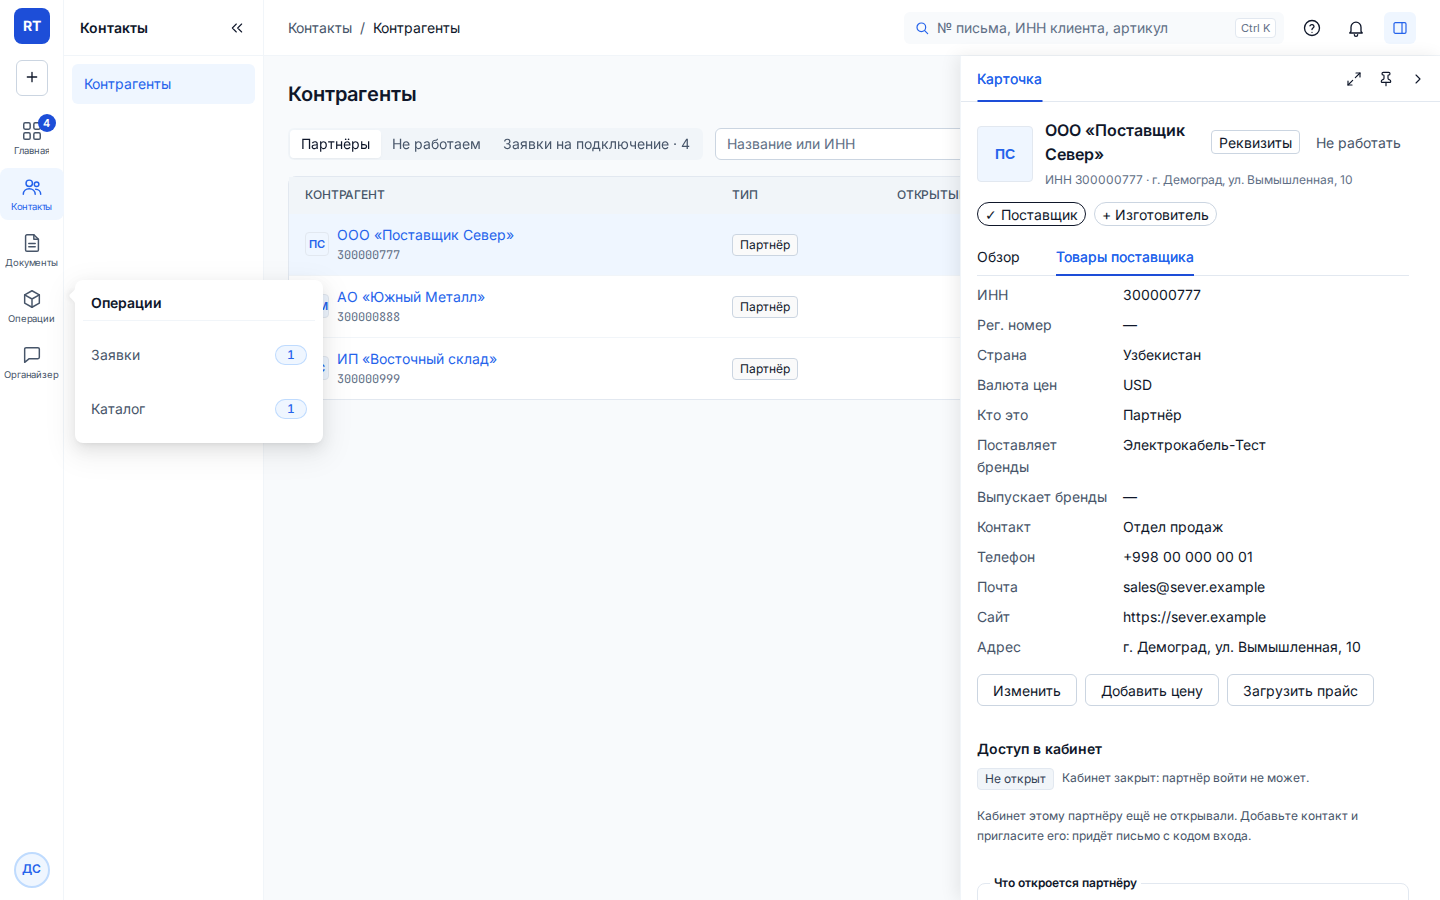 RT
Контакты
Контакты / Контрагенты
№ письма, ИНН клиента, артикул
Ctrl K
+
4
Главная
Контакты
Документы
Операции
Органайзер
ДС
Контрагенты
Операции
Заявки 1
Каталог 1
Контрагенты
Партнёры
Не работаем
Заявки на подключение · 4
Название или ИНН
КОНТРАГЕНТ
ТИП
ПС
ООО «Поставщик Север»
300000777
Партнёр
АО «Южный Металл»
300000888
Партнёр
ИП «Восточный склад»
300000999
Партнёр
Карточка
ПС
ООО «Поставщик
Север»
Реквизиты
Не работать
ИНН 300000777 · г. Демоград, ул. Вымышленная, 10
✓ Поставщик
+ Изготовитель
Обзор
Товары поставщика
ИНН 300000777
Рег. номер —
Страна Узбекистан
Валюта цен USD
Кто это Партнёр
Поставляет Электрокабель-Тест
бренды
Выпускает бренды —
Контакт Отдел продаж
Телефон +998 00 000 00 01
Почта sales@sever.example
Сайт https://sever.example
Адрес г. Демоград, ул. Вымышленная, 10
Изменить
Добавить цену
Загрузить прайс
Доступ в кабинет
Не открыт
Кабинет закрыт: партнёр войти не может.
Кабинет этому партнёру ещё не открывали. Добавьте контакт и
пригласите его: придёт письмо с кодом входа.
Что откроется партнёру